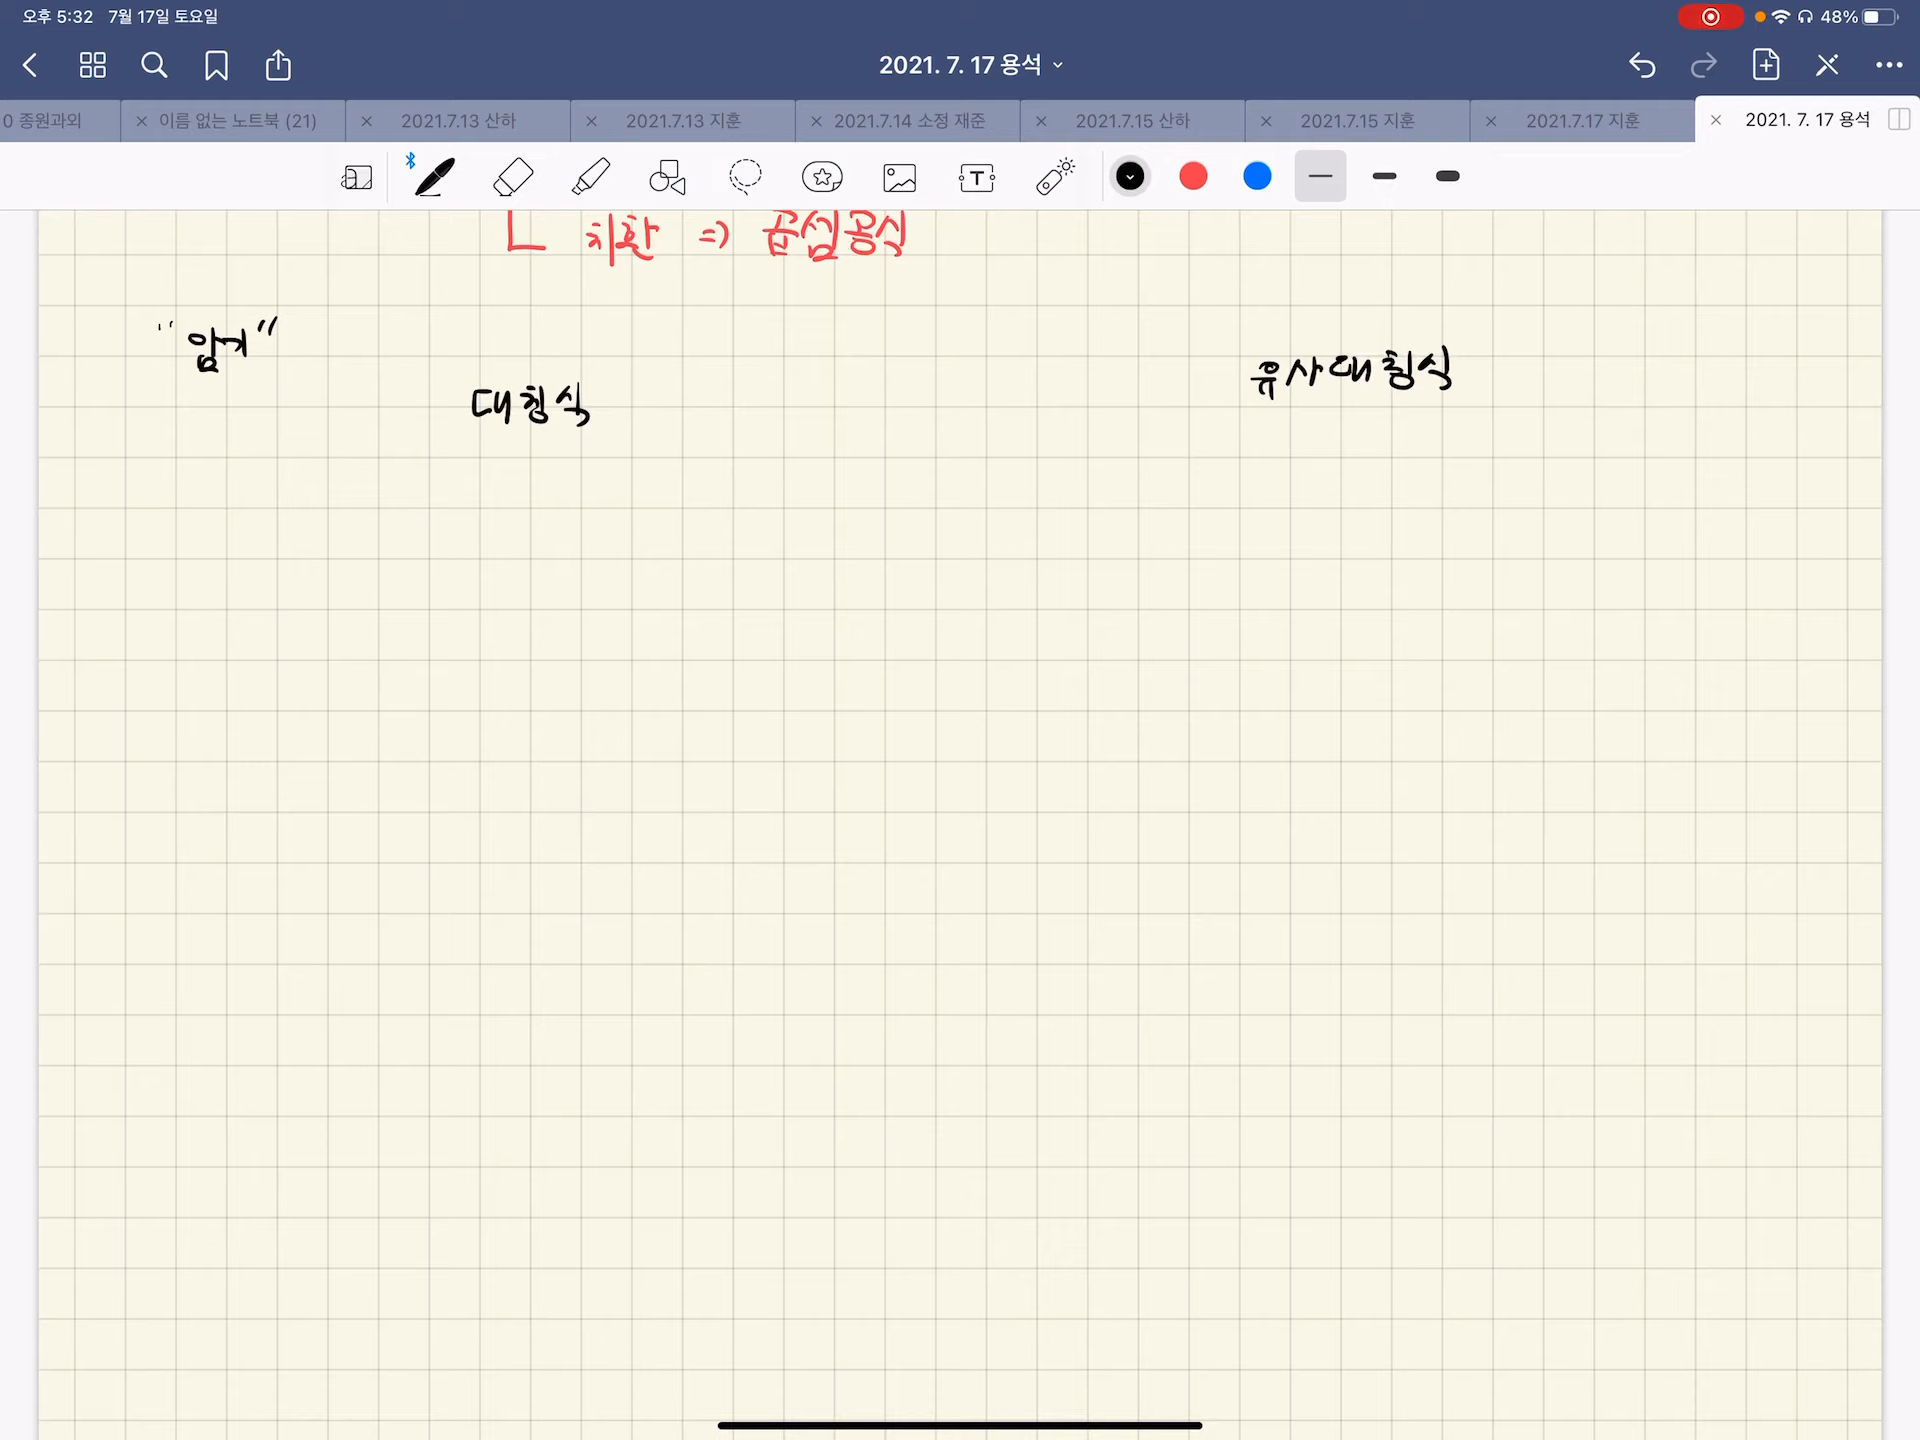 오후 5:32 7월 17일 토요일 48%
2021. 7. 17 용석
0 종원과외 이름 없는 노트북 (21) 2021.7.13 산하 2021.7.13 지훈 2021.7.14 소정 재준 2021.7.15 산하 2021.7.15 지훈 2021.7.17 지훈 2021. 7. 17 용석
치환 => 곱셈공식
"암기"
유사대칭식
대칭식